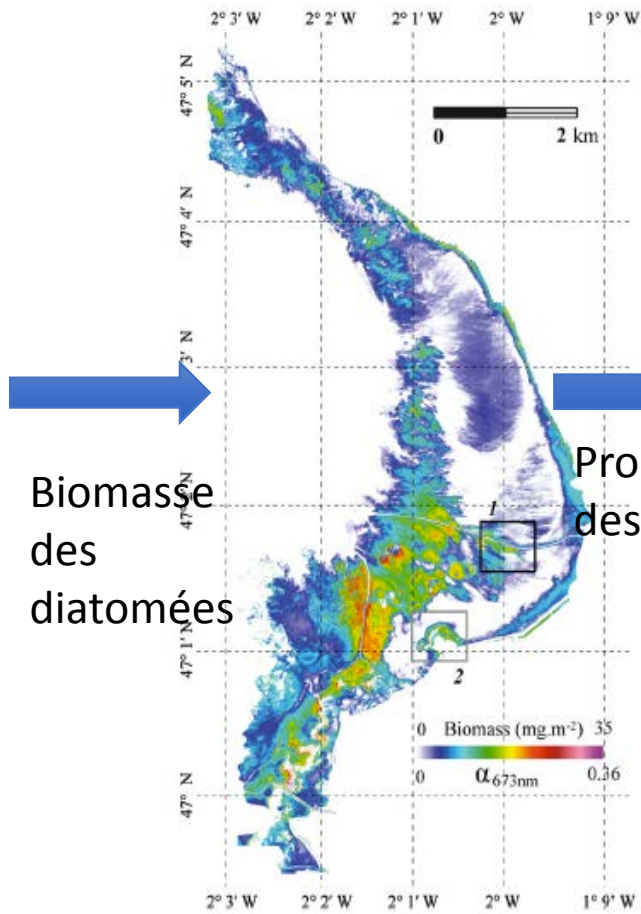 2° 3' W 2° 2' W 2° 1' W 2° W 1° 9' W
47° 5' N
0 2 km
47° 4' N
3' N
Biomasse
des
diatomées
Pro
des
1
47° 1' N
2
0 Biomass (mg.m-2) 35
0 α673nm 0.36
47° N
2° 3' W 2° 2' W 2° 1' W 2° W 1° 9' W